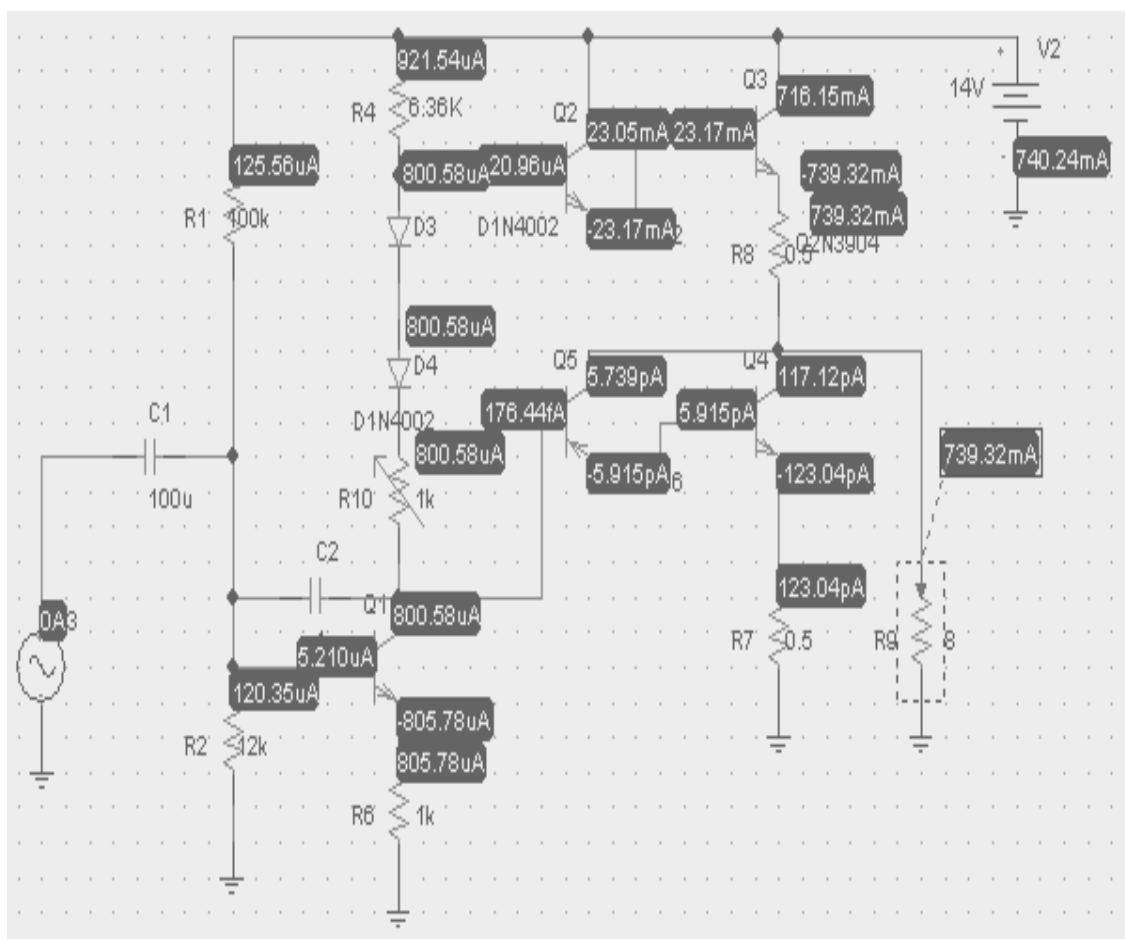 V2
921.54uA
Q3
14V
716.15mA
R4
6.36K
Q2
23.05mA
23.17mA
740.24mA
125.56uA
800.58uA
20.96uA
-739.32mA
R1
D3
D1N4002
-23.17mA
739.32mA
Q2N3904
R8
0.5
800.58uA
Q5
Q4
D4
5.739pA
117.12pA
C1
D1N4002
176.44fA
5.915pA
800.58uA
739.32mA
-5.915pA
6
-123.04pA
100u
R10
1k
C2
Q1
800.58uA
123.04pA
0A
3
R7
0.5
R9
8
5.210uA
120.35uA
-805.78uA
R2
12k
805.78uA
R6
1k